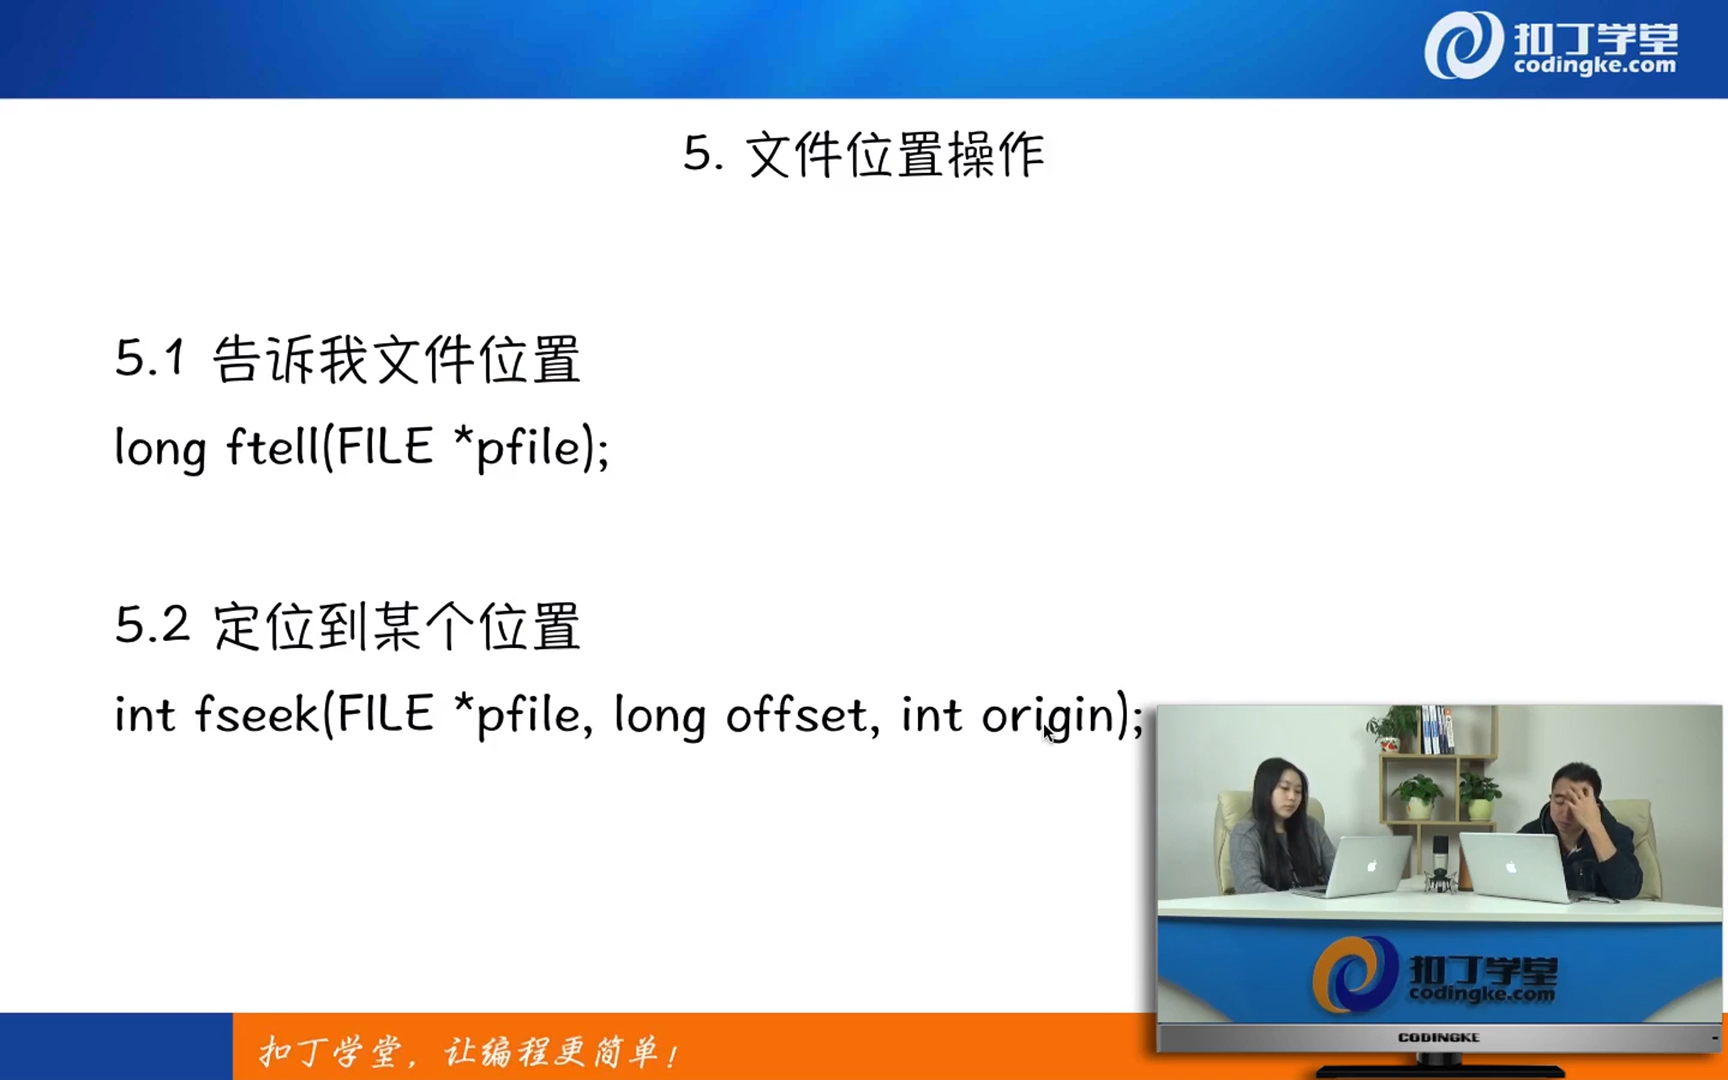 扣丁学堂
codingke.com
5. 文件位置操作
5.1 告诉我文件位置
long ftell(FILE *pfile);
5.2 定位到某个位置
int fseek(FILE *pfile, long offset, int origin);
扣丁学堂
codingke.com
CODINGKE
扣丁学堂，让编程更简单！